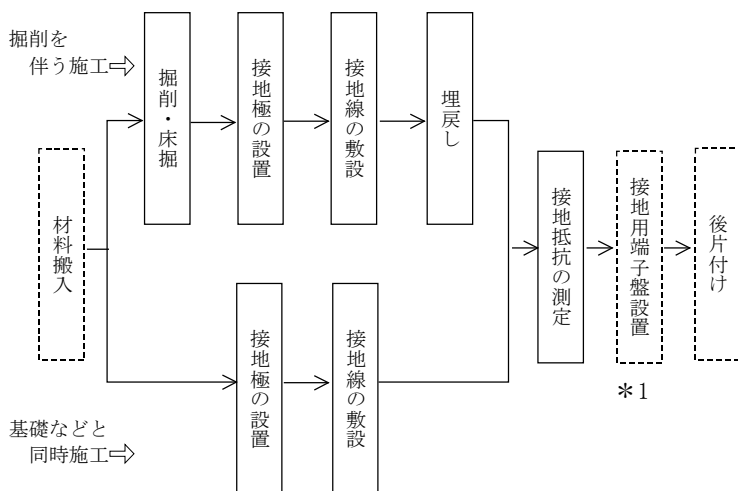 掘削を
伴う施工
掘削・床掘
接地極の設置
接地線の敷設
埋戻し
材料搬入
接地抵抗の測定
接地用端子盤設置
後片付け
接地極の設置
接地線の敷設
＊1
基礎などと
同時施工